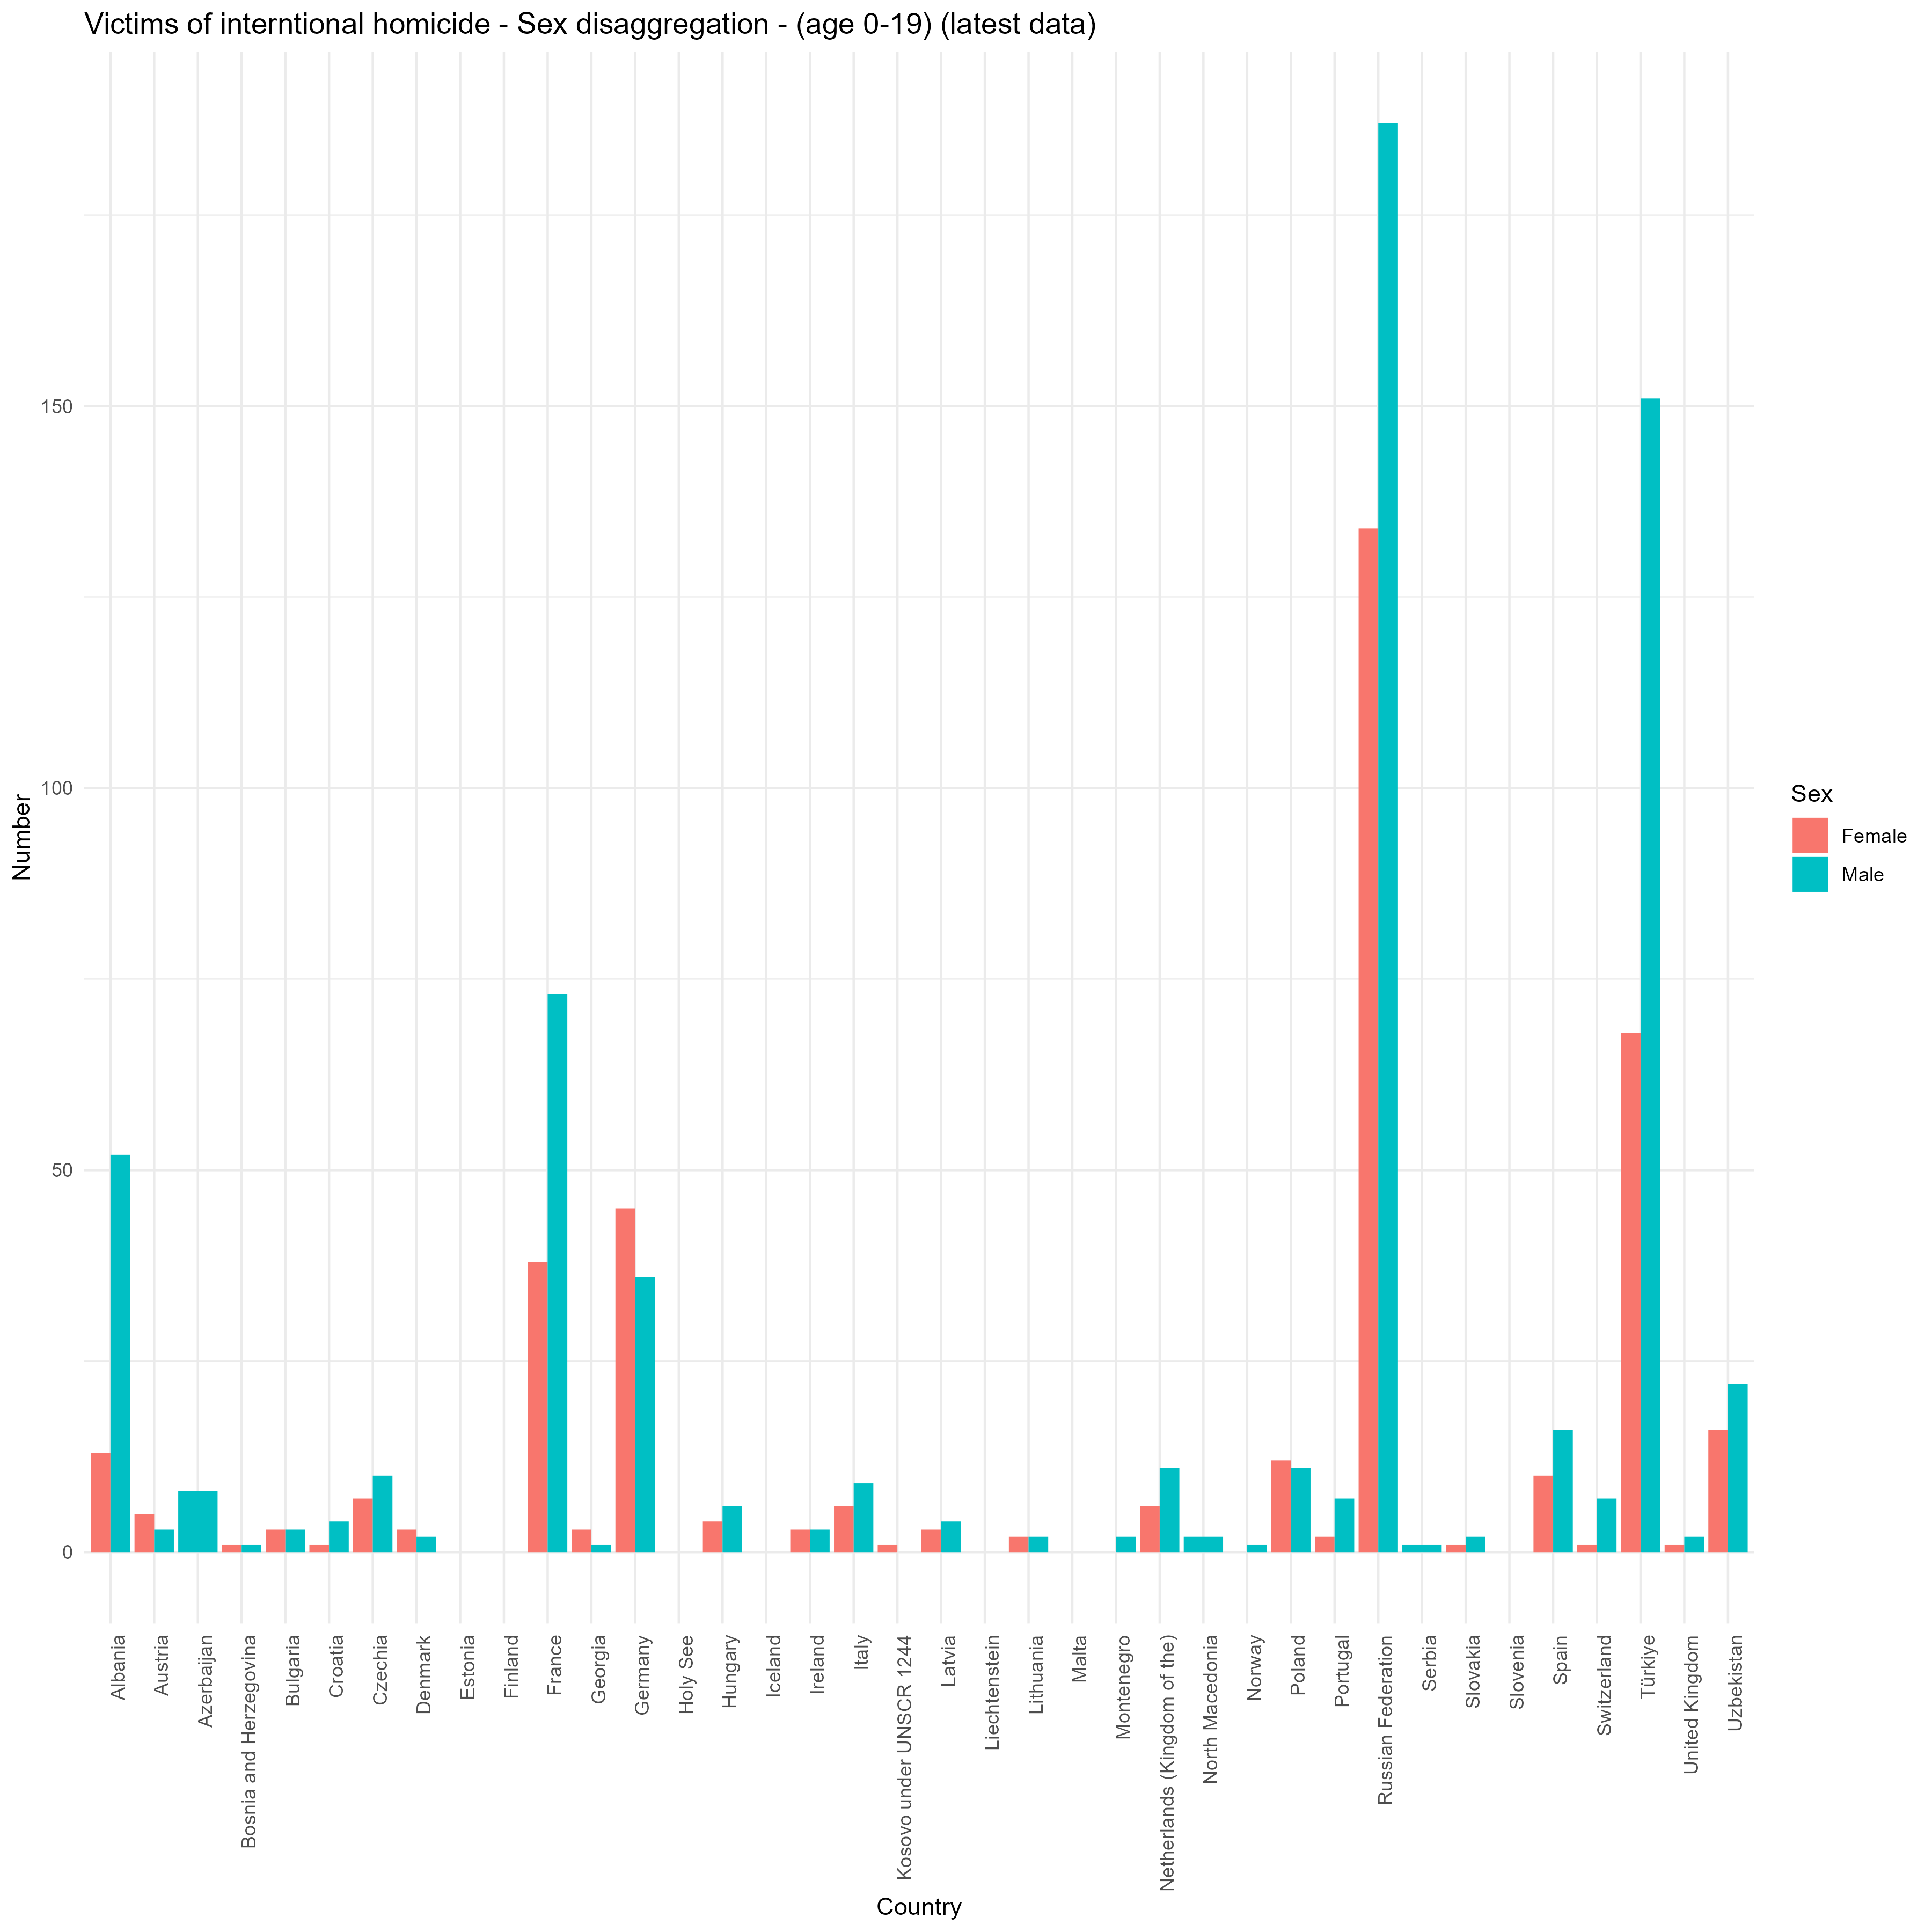 Victims of interntional homicide - Sex disaggregation - (age 0-19) (latest data)
150
100
50
0
Number
Sex
Female
Male
Albania
Austria
Azerbaijan
Bosnia and Herzegovina
Bulgaria
Croatia
Czechia
Denmark
Estonia
Finland
France
Georgia
Germany
Holy See
Hungary
Iceland
Ireland
Italy
Kosovo under UNSCR 1244
Latvia
Liechtenstein
Lithuania
Malta
Montenegro
Netherlands (Kingdom of the)
North Macedonia
Norway
Poland
Portugal
Russian Federation
Serbia
Slovakia
Slovenia
Spain
Switzerland
Türkiye
United Kingdom
Uzbekistan
Country